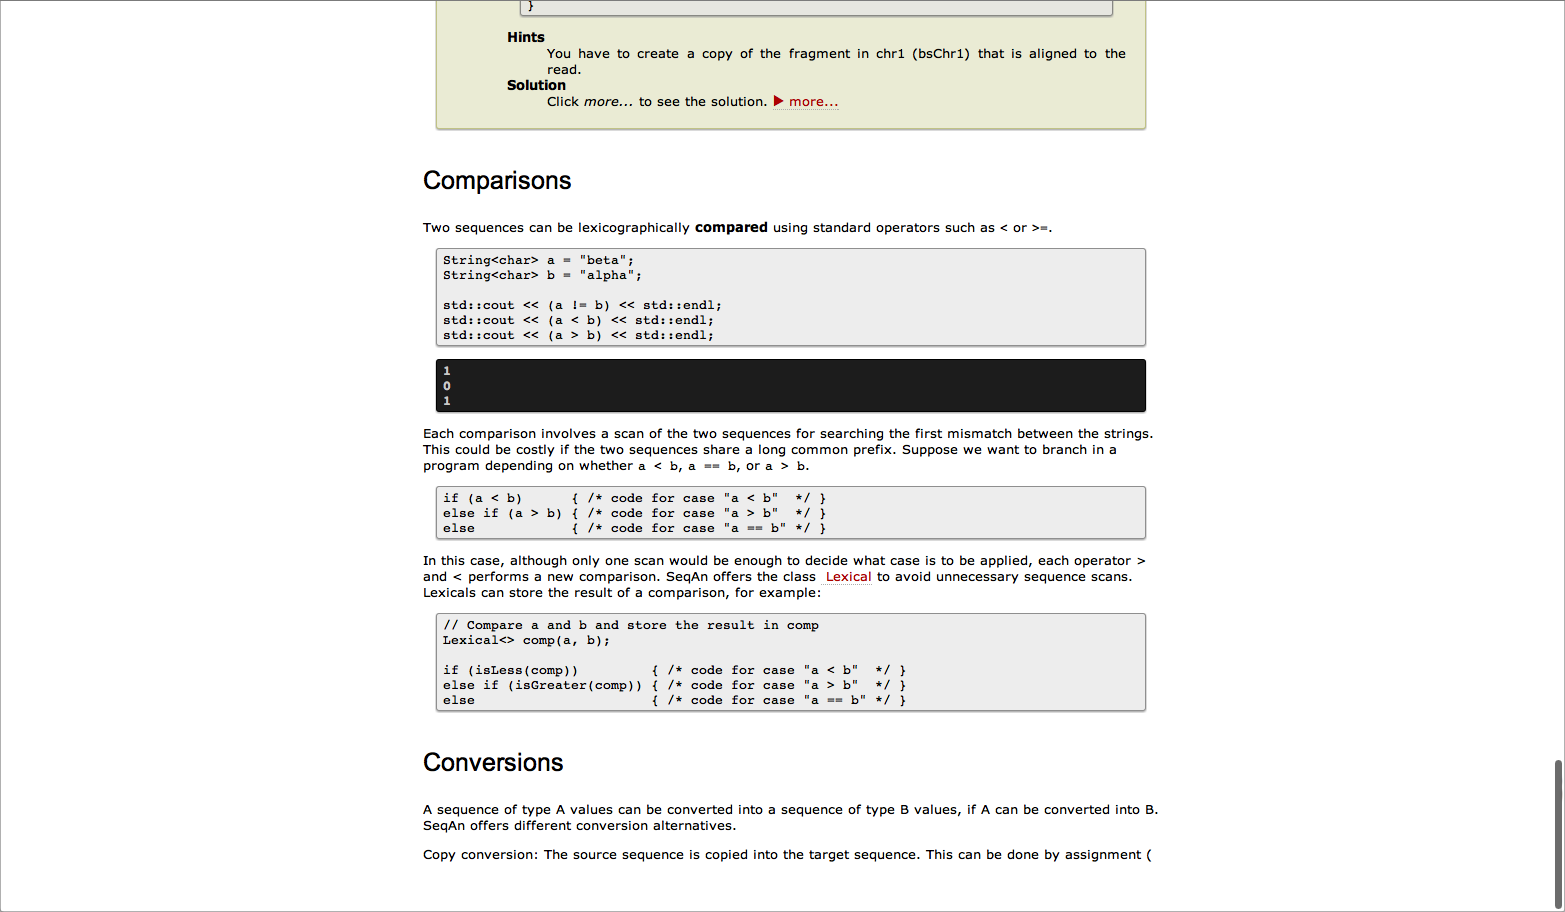 }
Hints
You have to create a copy of the fragment in chr1 (bsChr1) that is aligned to the
read.
Solution
Click more... to see the solution. ▶ more...
Comparisons
Two sequences can be lexicographically compared using standard operators such as < or >=.
String<char> a = "beta";
String<char> b = "alpha";
std::cout << (a != b) << std::endl;
std::cout << (a < b) << std::endl;
std::cout << (a > b) << std::endl;
1
0
1
Each comparison involves a scan of the two sequences for searching the first mismatch between the strings.
This could be costly if the two sequences share a long common prefix. Suppose we want to branch in a
program depending on whether a < b, a == b, or a > b.
if (a < b)      { /* code for case "a < b"  */ }
else if (a > b) { /* code for case "a > b"  */ }
else            { /* code for case "a == b" */ }
In this case, although only one scan would be enough to decide what case is to be applied, each operator >
and < performs a new comparison. SeqAn offers the class Lexical to avoid unnecessary sequence scans.
Lexicals can store the result of a comparison, for example:
// Compare a and b and store the result in comp
Lexical<> comp(a, b);
if (isLess(comp))         { /* code for case "a < b"  */ }
else if (isGreater(comp)) { /* code for case "a > b"  */ }
else                      { /* code for case "a == b" */ }
Conversions
A sequence of type A values can be converted into a sequence of type B values, if A can be converted into B.
SeqAn offers different conversion alternatives.
Copy conversion: The source sequence is copied into the target sequence. This can be done by assignment (